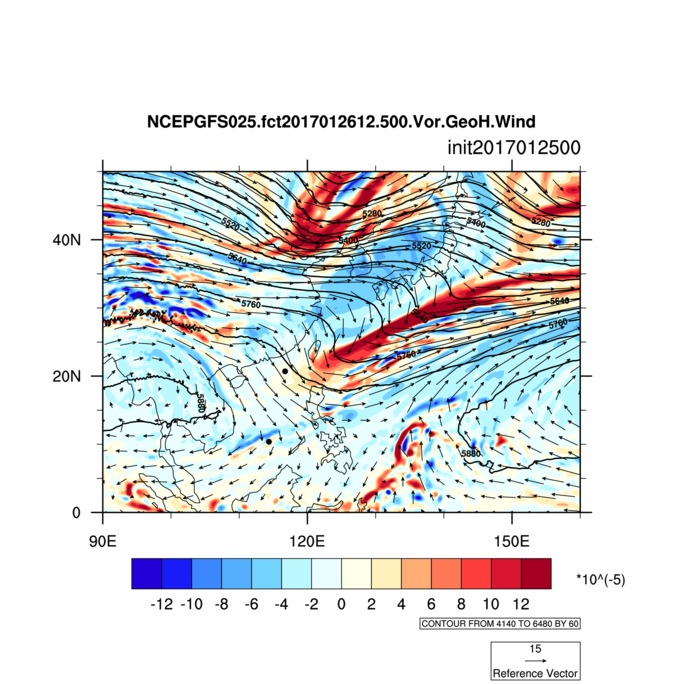 NCEPGFS025.fct2017012612.500.Vor.GeoH.Wind
init2017012500
5520
5280
5400
5280
5400
40N
5640
5520
5760
5640
5760
5760
20N
5880
5880
0
90E 120E 150E
-12 -10 -8 -6 -4 -2 0 2 4 6 8 10 12
*10^(-5)
CONTOUR FROM 4140 TO 6480 BY 60
15
Reference Vector